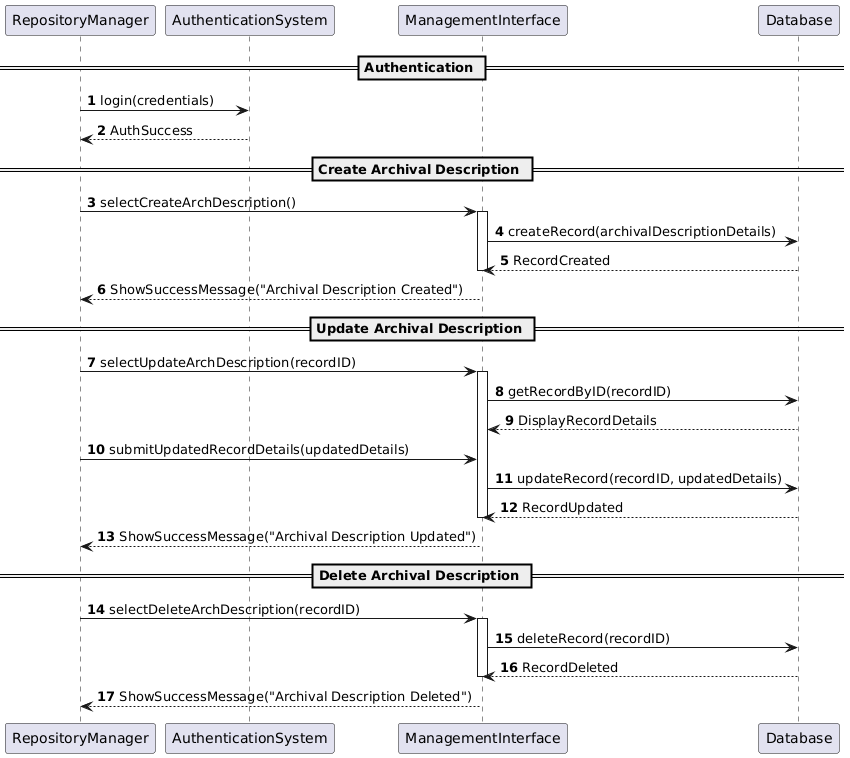 RepositoryManager AuthenticationSystem ManagementInterface Database
Authentication
1 login(credentials)
2 AuthSuccess
Create Archival Description
3 selectCreateArchDescription()
4 createRecord(archivalDescriptionDetails)
5 RecordCreated
6 ShowSuccessMessage("Archival Description Created")
Update Archival Description
7 selectUpdateArchDescription(recordID)
8 getRecordByID(recordID)
9 DisplayRecordDetails
10 submitUpdatedRecordDetails(updatedDetails)
11 updateRecord(recordID, updatedDetails)
12 RecordUpdated
13 ShowSuccessMessage("Archival Description Updated")
Delete Archival Description
14 selectDeleteArchDescription(recordID)
15 deleteRecord(recordID)
16 RecordDeleted
17 ShowSuccessMessage("Archival Description Deleted")
RepositoryManager AuthenticationSystem ManagementInterface Database